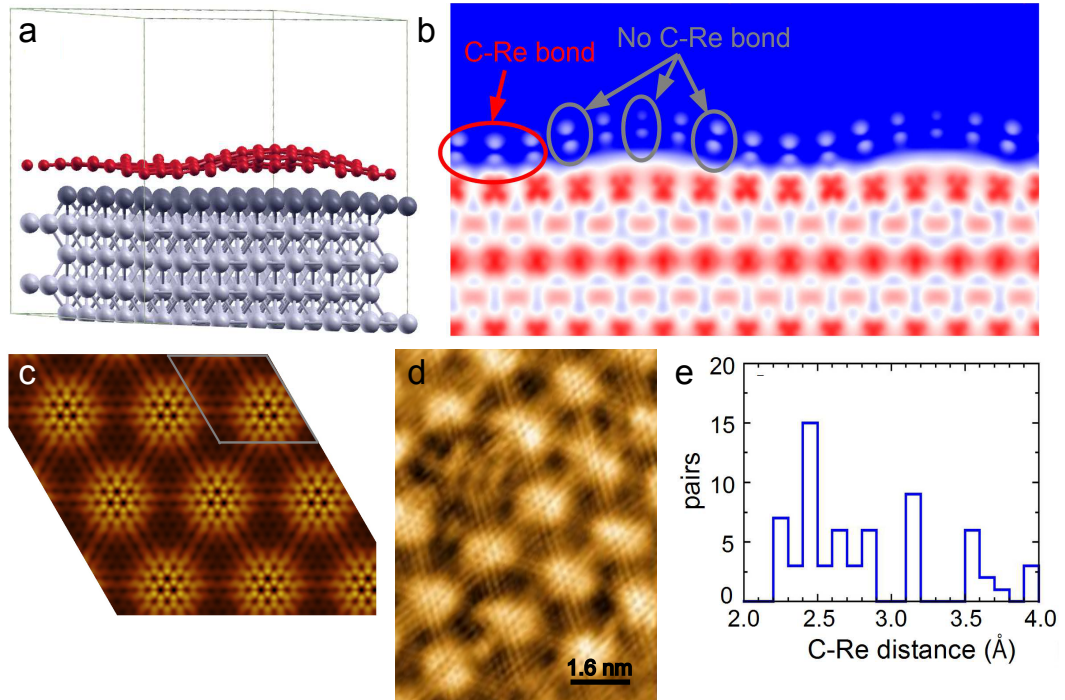 a
b
C-Re bond
No C-Re bond
c
d
1.6 nm
e
20
15
10
5
0
pairs
2.0 2.5 3.0 3.5 4.0
C-Re distance (Å)